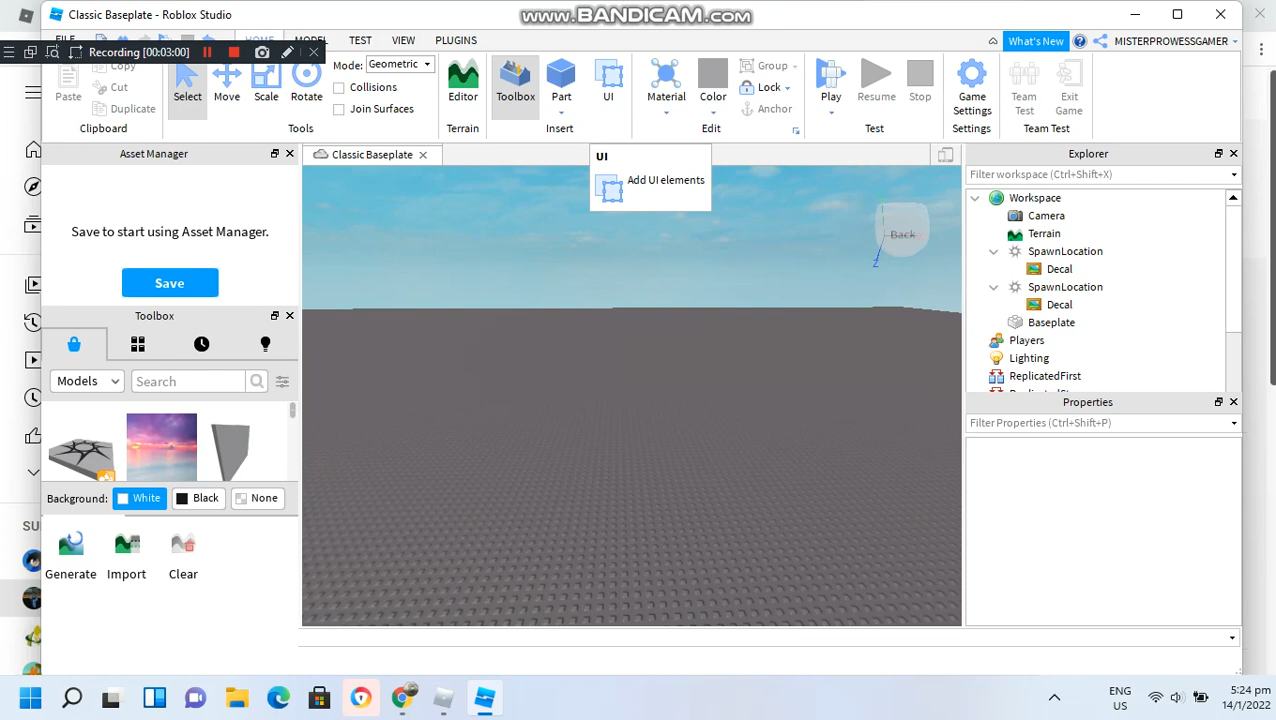 Classic Baseplate - Roblox Studio
www.BANDICAM.com
FILE HOME MODEL TEST VIEW PLUGINS
What's New
MISTERPROWESSGAMER
Recording [00:03:00]
Copy
Cut
Duplicate
Paste
Clipboard
Select
Move
Scale
Rotate
Mode: Geometric
Collisions
Join Surfaces
Tools
Editor
Terrain
Toolbox
Part
UI
Insert
Material
Color
Group
Lock
Anchor
Edit
Play
Resume
Stop
Test
Game
Settings
Settings
Team
Test
Exit
Game
Team Test
Asset Manager
Save to start using Asset Manager.
Save
Toolbox
Models
Search
Background: White Black None
Generate Import Clear
Classic Baseplate
UI
Add UI elements
Back
Z
Explorer
Filter workspace (Ctrl+Shift+X)
Workspace
Camera
Terrain
SpawnLocation
Decal
SpawnLocation
Decal
Baseplate
Players
Lighting
ReplicatedFirst
Properties
Filter Properties (Ctrl+Shift+P)
SU
ENG
US
5:24 pm
14/1/2022